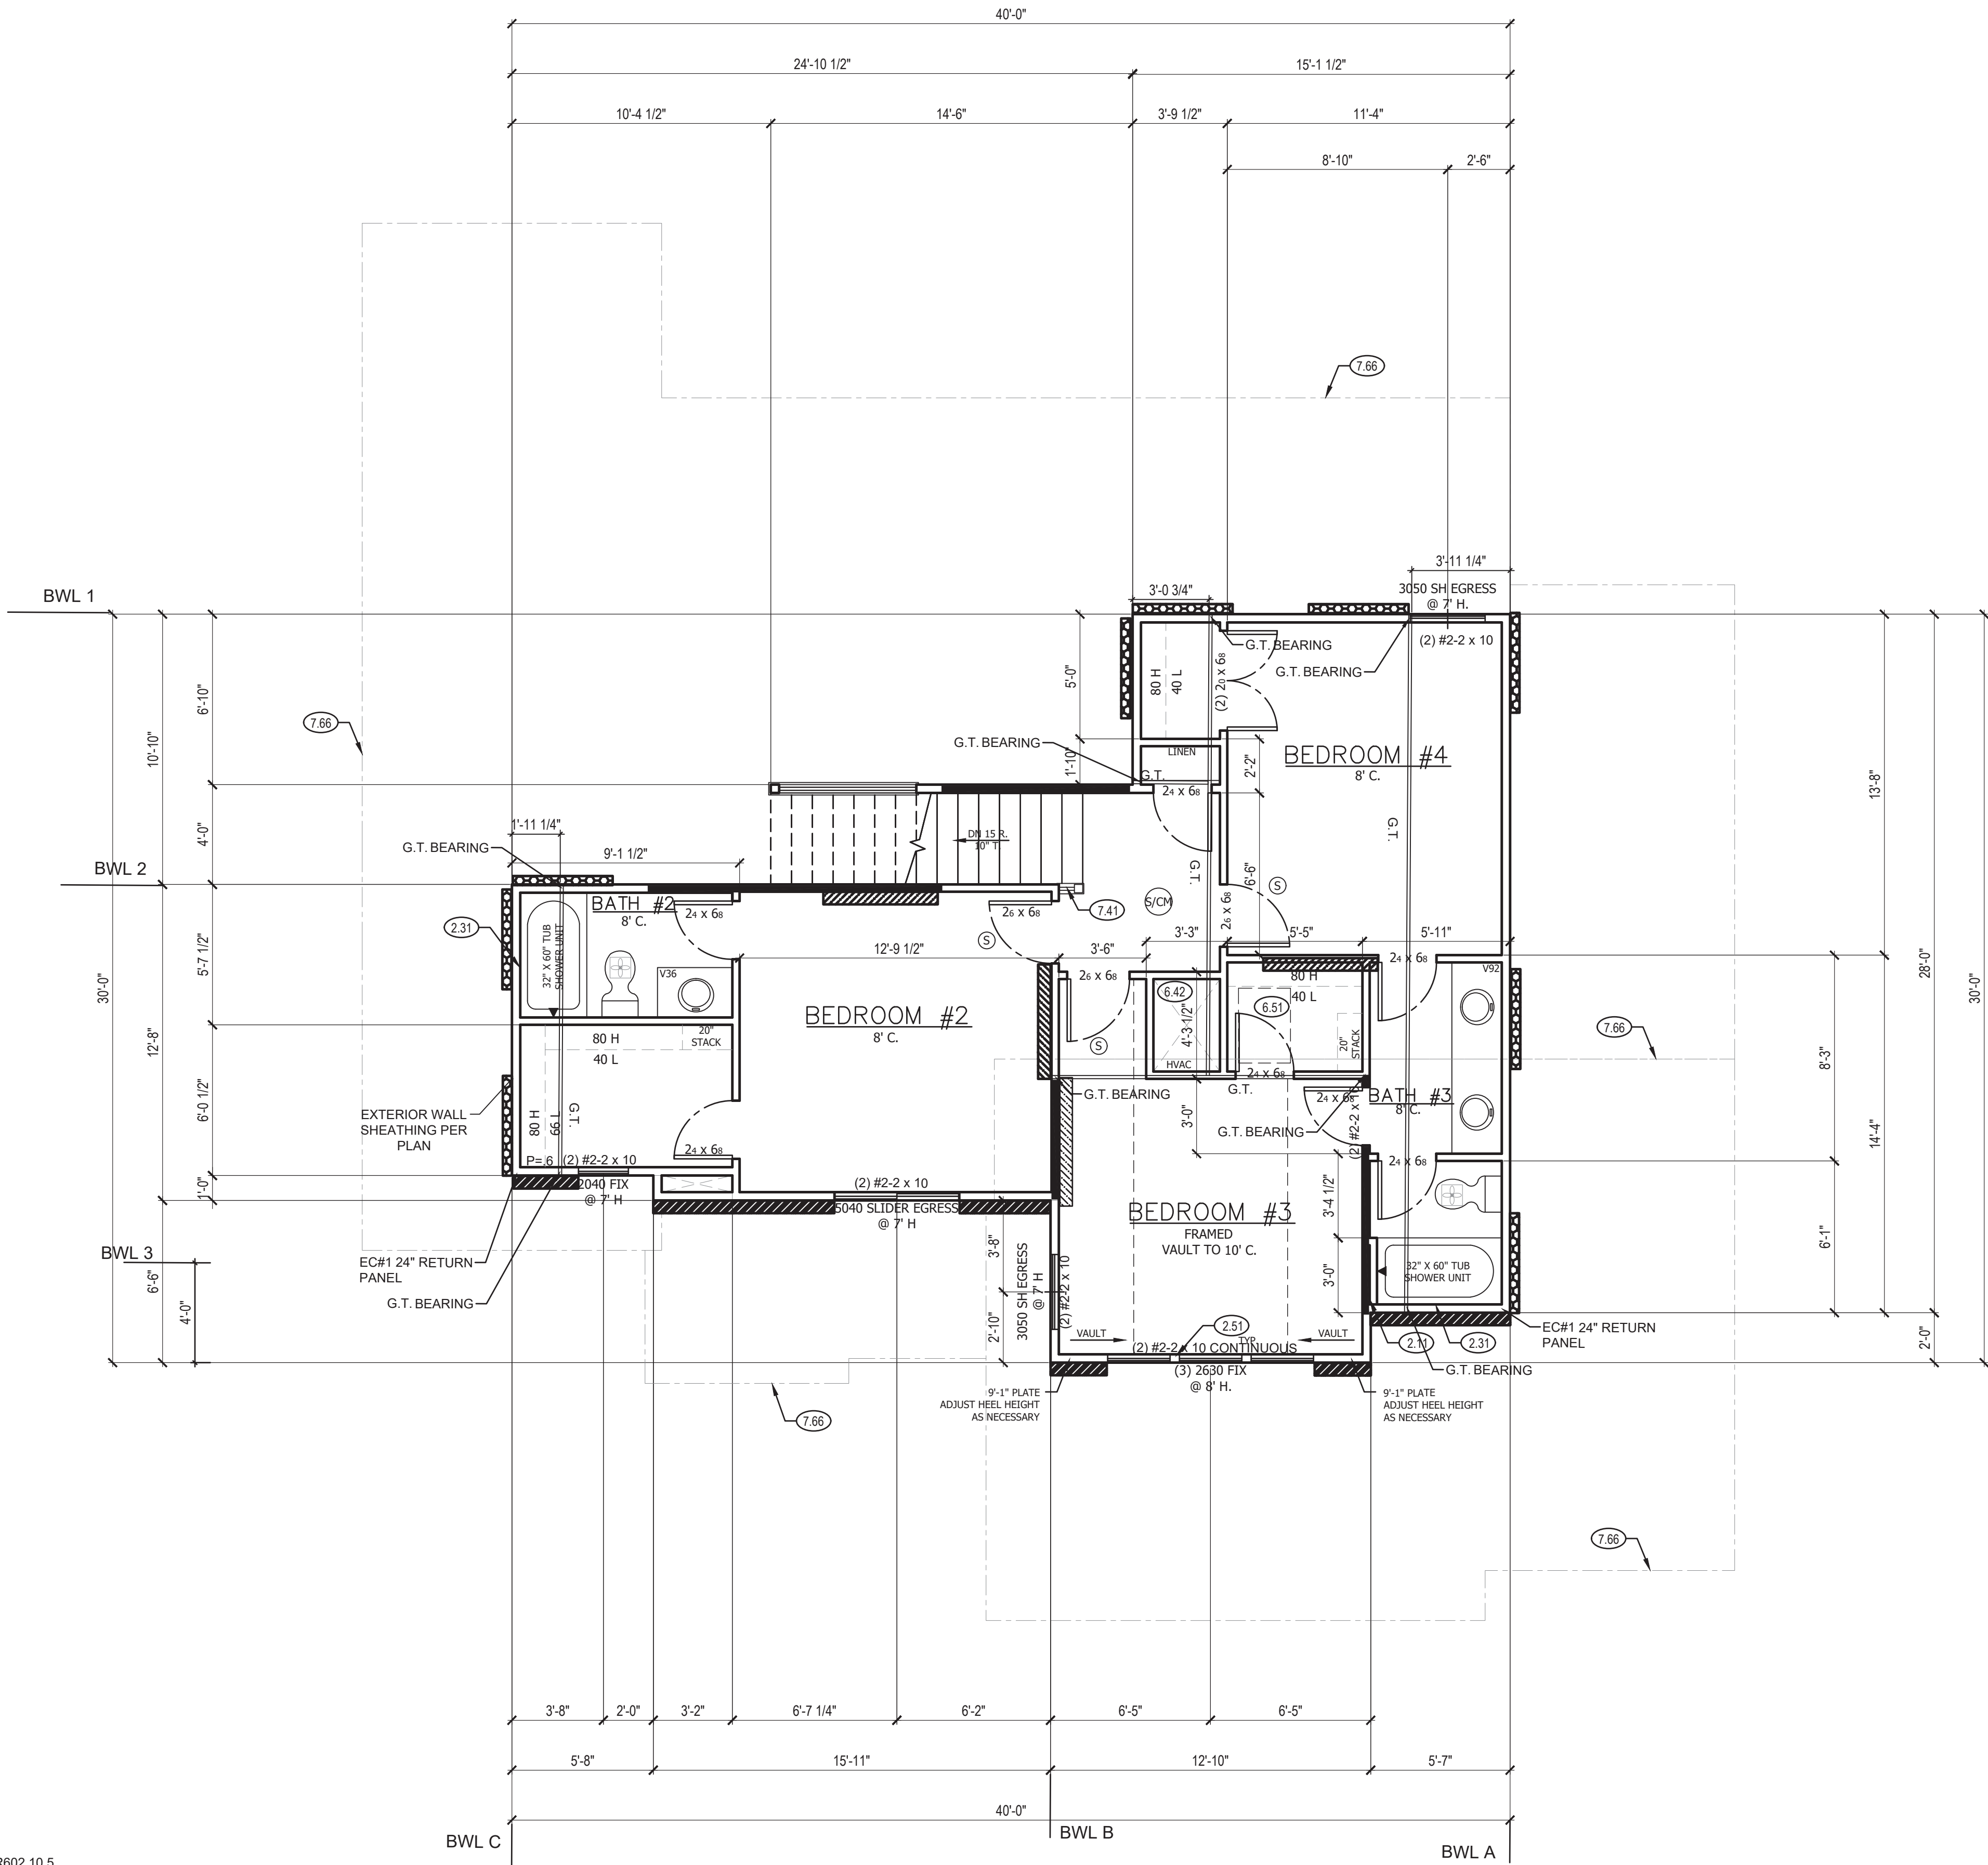 40'-0"
24'-10 1/2"
15'-1 1/2"
10'-4 1/2"
14'-6"
3'-9 1/2"
11'-4"
8'-10"
2'-6"
7.66
3'-11 1/4"
BWL 1
3'-0 3/4"
3050 SH EGRESS
@ 7' H.
(2) #2-2 x 10
G.T. BEARING
G.T. BEARING
80 H
40 L
(2) 20 x 68
5'-0"
6'-10"
10'-10"
30'-0"
7.66
G.T. BEARING
LINEN
1'-10"
G.T.
24 x 68
2'-2"
BEDROOM #4
8' C.
13'-8"
28'-0"
30'-0"
1'-11 1/4"
4'-0"
G.T. BEARING
9'-1 1/2"
DN 15 R.
10" T.
G.T.
6'-6"
G.T.
BWL 2
BATH #2
8' C.
24 x 68
26 x 68
7.41
S/CM
S
26 x 68
2.31
S
32" X 60" TUB
SHOWER UNIT
V36
5'-7 1/2"
12'-9 1/2"
3'-6"
3'-3"
5'-5"
5'-11"
24 x 68
V92
26 x 68
6.42
80 H
40 L
6.51
BEDROOM #2
8' C.
4'-3 1/2"
20"
STACK
7.66
80 H
40 L
20"
STACK
12'-8"
S
HVAC
24 x 68
8'-3"
G.T. BEARING
G.T.
24 x 68
BATH #3
8' C.
EXTERIOR WALL
SHEATHING PER
PLAN
6'-0 1/2"
80 H
66 L
G.T.
3'-0"
G.T. BEARING
(2) #2-2 x 10
14'-4"
24 x 68
24 x 68
P=.6
(2) #2-2 x 10
1'-0"
2040 FIX
@ 7' H
(2) #2-2 x 10
5040 SLIDER EGRESS
@ 7' H
BEDROOM #3
FRAMED
VAULT TO 10' C.
3'-4 1/2"
6'-1"
BWL 3
EC#1 24" RETURN
PANEL
G.T. BEARING
6'-6"
4'-0"
3'-8"
2'-10"
3050 SH EGRESS
@ 7' H
(2) #2-2 x 10
3'-0"
32" X 60" TUB
SHOWER UNIT
VAULT
2.51
TYP.
VAULT
(2) #2-2 x 10 CONTINUOUS
(3) 2630 FIX
@ 8' H.
2.11
2.31
EC#1 24" RETURN
PANEL
G.T. BEARING
2'-0"
9'-1" PLATE
ADJUST HEEL HEIGHT
AS NECESSARY
9'-1" PLATE
ADJUST HEEL HEIGHT
AS NECESSARY
7.66
7.66
3'-8"
2'-0"
3'-2"
6'-7 1/4"
6'-2"
6'-5"
6'-5"
5'-8"
15'-11"
12'-10"
5'-7"
40'-0"
BWL C
BWL B
BWL A